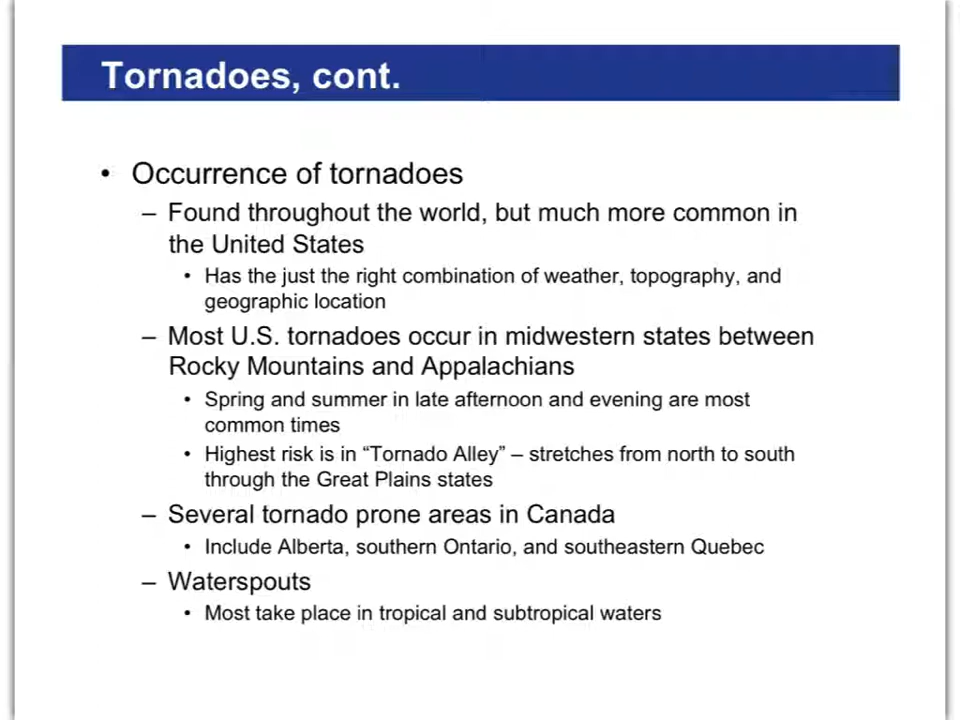 Tornadoes, cont.
• Occurrence of tornadoes
– Found throughout the world, but much more common in
the United States
• Has the just the right combination of weather, topography, and
geographic location
– Most U.S. tornadoes occur in midwestern states between
Rocky Mountains and Appalachians
• Spring and summer in late afternoon and evening are most
common times
• Highest risk is in “Tornado Alley” – stretches from north to south
through the Great Plains states
– Several tornado prone areas in Canada
• Include Alberta, southern Ontario, and southeastern Quebec
– Waterspouts
• Most take place in tropical and subtropical waters